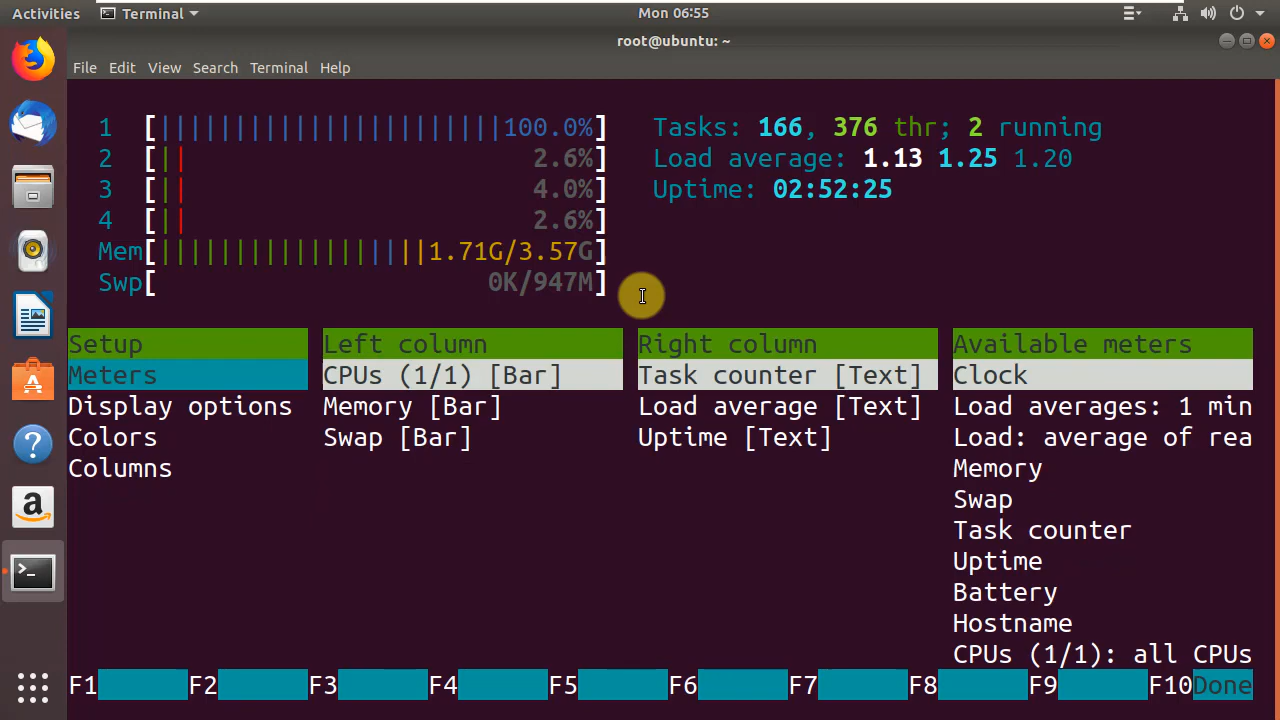 Activities Terminal Mon 06:55
root@ubuntu: ~
File Edit View Search Terminal Help
1 [||||||||||||||||||||||100.0%] Tasks: 166, 376 thr; 2 running
2 [|| 2.6%] Load average: 1.13 1.25 1.20
3 [|| 4.0%] Uptime: 02:52:25
4 [|| 2.6%]
Mem[||||||||||||||||||1.71G/3.57G]
Swp[ 0K/947M]
Setup Left column Right column Available meters
Meters CPUs (1/1) [Bar] Task counter [Text] Clock
Display options Memory [Bar] Load average [Text] Load averages: 1 min
Colors Swap [Bar] Uptime [Text] Load: average of rea
Columns Memory
Swap
Task counter
Uptime
Battery
Hostname
CPUs (1/1): all CPUs
F1 F2 F3 F4 F5 F6 F7 F8 F9 F10Done